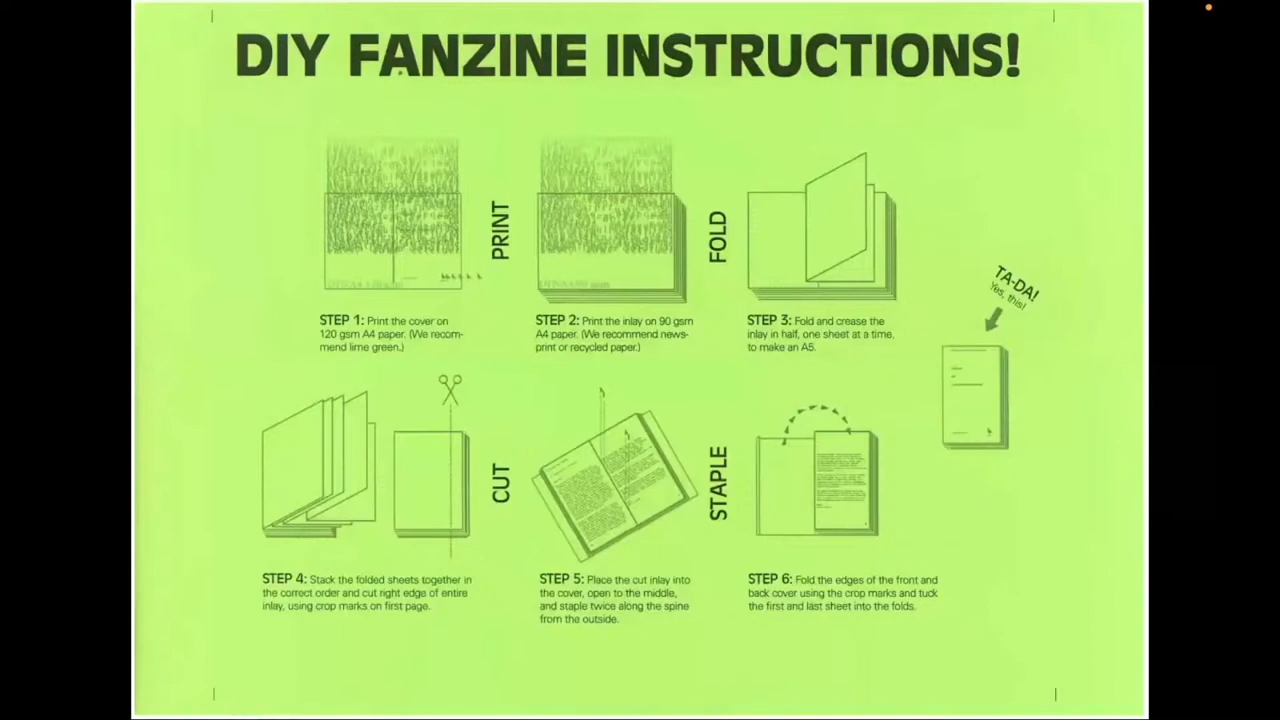 DIY FANZINE INSTRUCTIONS!
PRINT
FOLD
TA-DA!
Yes, this!
STEP 1: Print the cover on
120 gsm A4 paper. (We recom-
mend lime green.)
STEP 2: Print the inlay on 90 gsm
A4 paper. (We recommend news-
print or recycled paper.)
STEP 3: Fold and crease the
inlay in half, one sheet at a time,
to make an A5.
CUT
STAPLE
STEP 4: Stack the folded sheets together in
the correct order and cut right edge of entire
inlay, using crop marks on first page.
STEP 5: Place the cut inlay into
the cover, open to the middle,
and staple twice along the spine
from the outside.
STEP 6: Fold the edges of the front and
back cover using the crop marks and tuck
the first and last sheet into the folds.